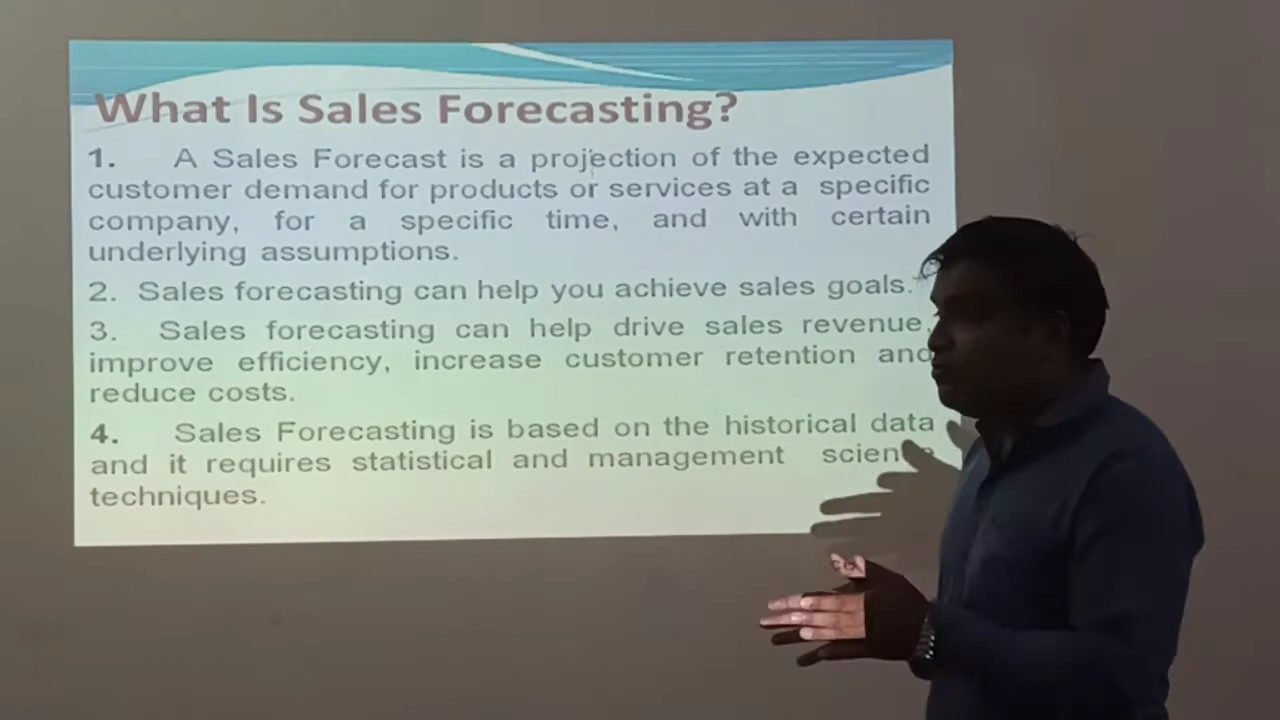 What Is Sales Forecasting?
1. A Sales Forecast is a projection of the expected
customer demand for products or services at a specific
company, for a specific time, and with certain
underlying assumptions.
2. Sales forecasting can help you achieve sales goals.
3. Sales forecasting can help drive sales revenue,
improve efficiency, increase customer retention and
reduce costs.
4. Sales Forecasting is based on the historical data
and it requires statistical and management science
techniques.